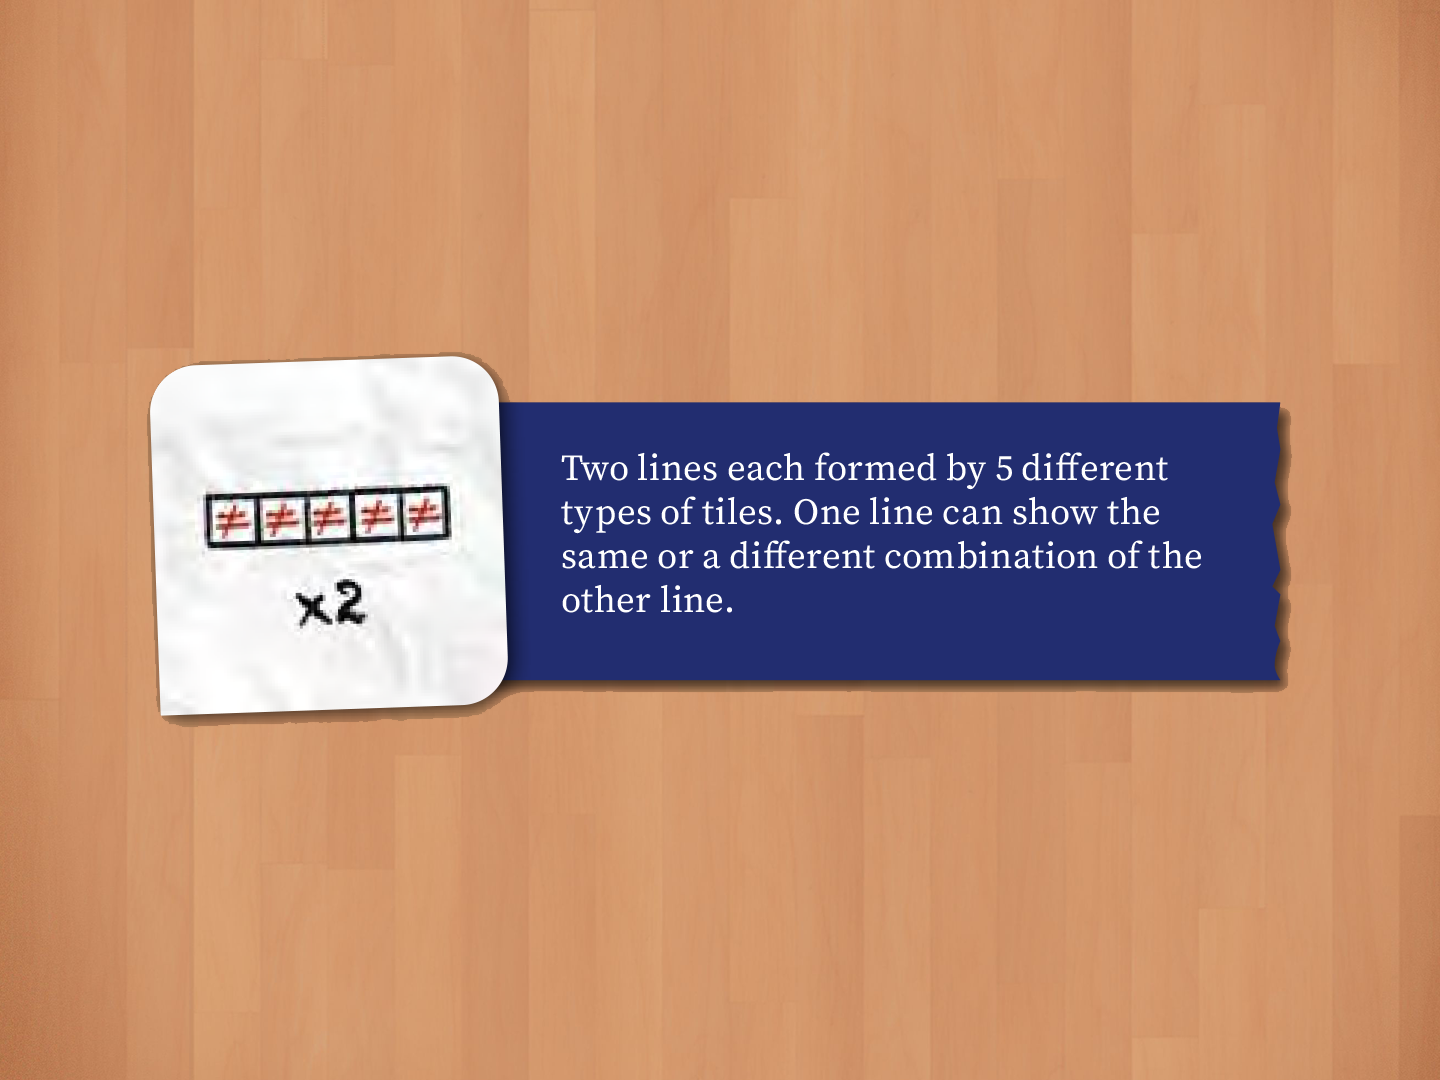 ≠ ≠ ≠ ≠ ≠
x2
Two lines each formed by 5 different
types of tiles. One line can show the
same or a different combination of the
other line.